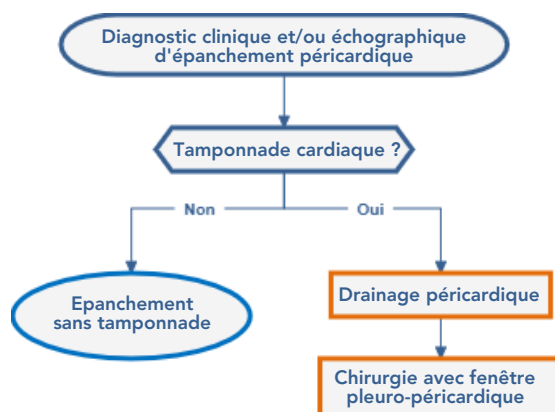 Diagnostic clinique et/ou échographique
d'épanchement péricardique
Tamponnade cardiaque ?
Non
Oui
Epanchement
sans tamponnade
Drainage péricardique
Chirurgie avec fenêtre
pleuro-péricardique